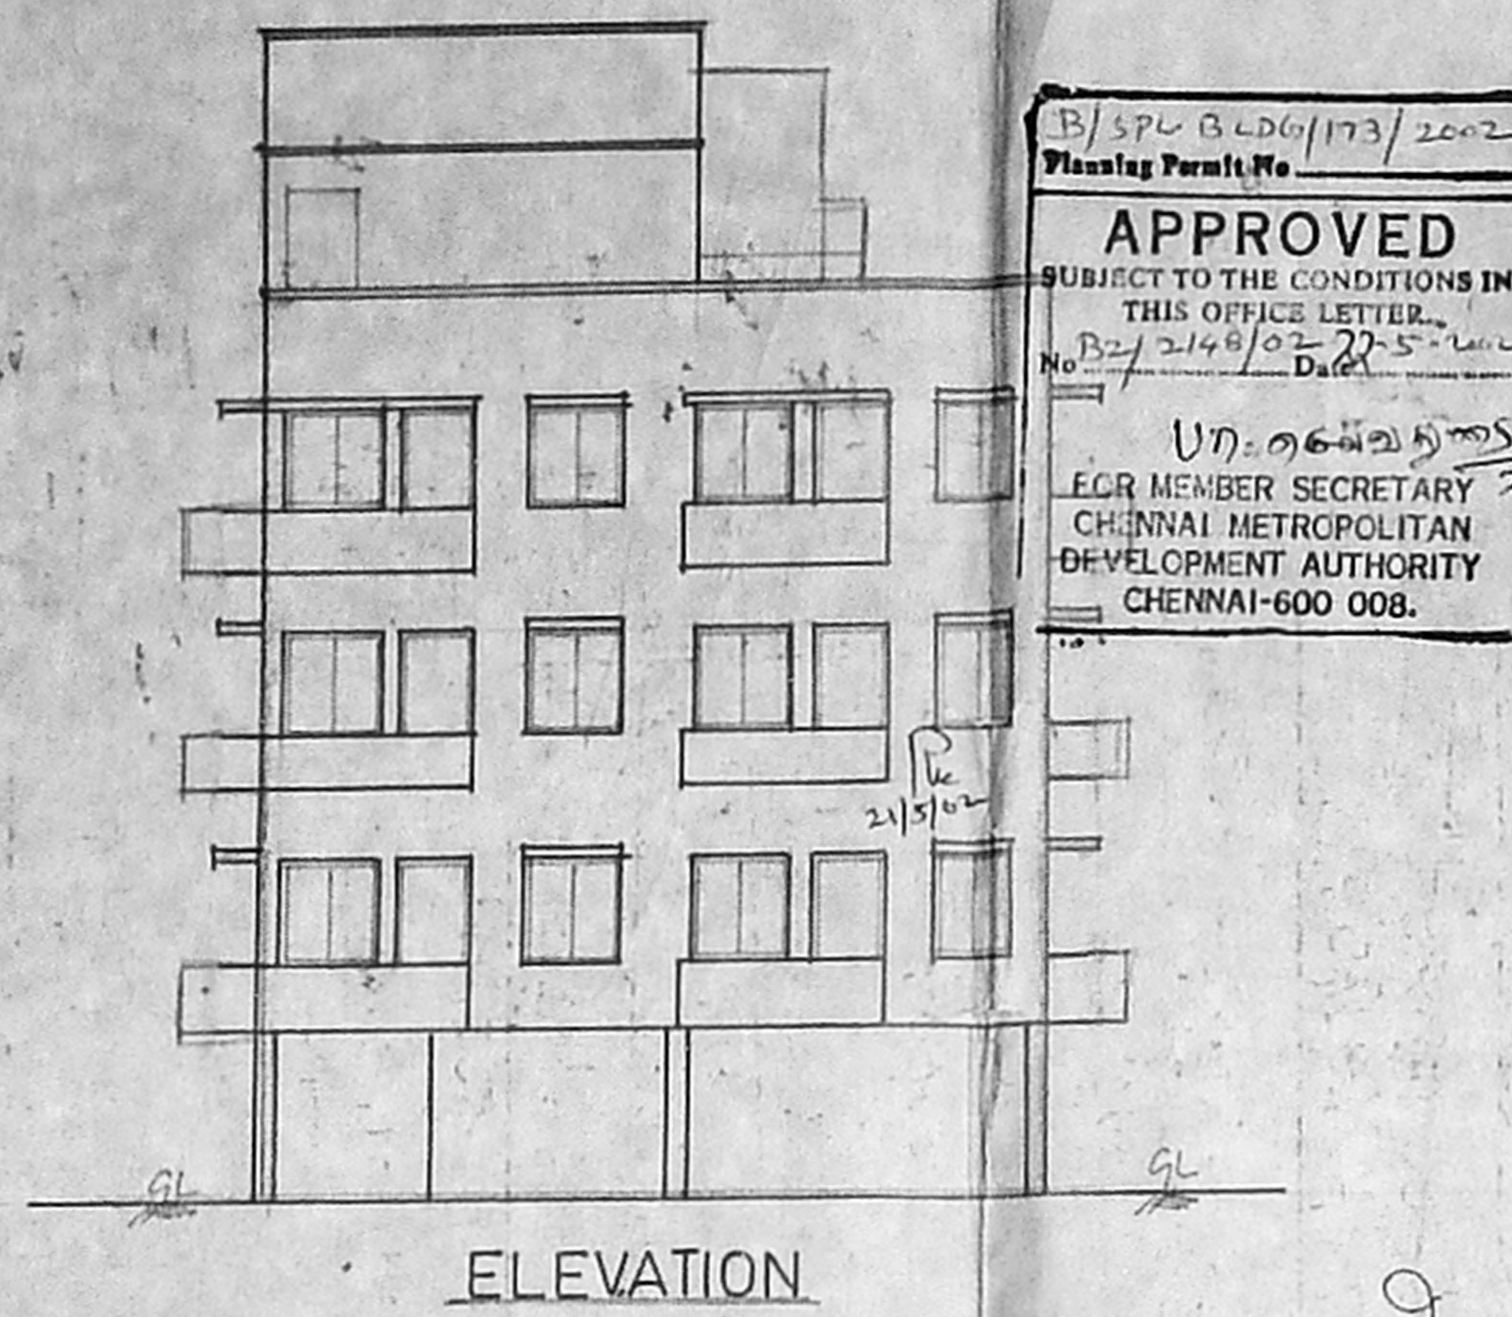 B/SPL BLDG/173/2002
Planning Permit No
APPROVED
SUBJECT TO THE CONDITIONS IN
THIS OFFICE LETTER
No B2/2148/02 Date 22-5-2002
FOR MEMBER SECRETARY
CHENNAI METROPOLITAN
DEVELOPMENT AUTHORITY
CHENNAI-600 008.
21/5/02
GL
GL
ELEVATION